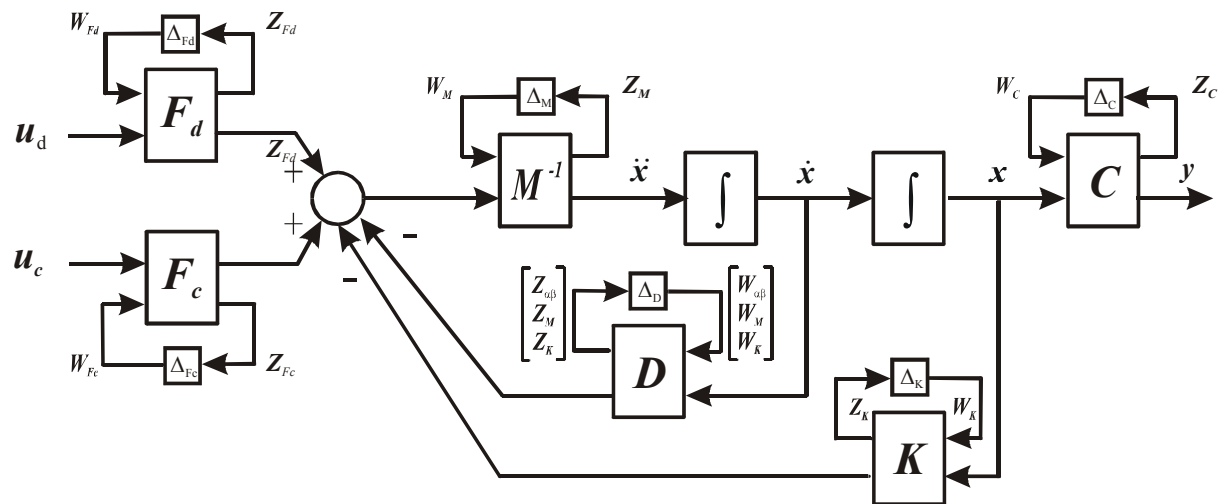 W_Fd Δ_Fd Z_Fd
u_d F_d Z_Fd
+
+
u_c F_c
W_Fc Δ_Fc Z_Fc
W_M Δ_M Z_M
M⁻¹ ẍ ∫ ẋ ∫ x
W_C Δ_C Z_C
C y
−
−
Z_αβ Δ_D W_αβ
Z_M W_M
Z_K W_K
D
Δ_K
Z_K W_K
K